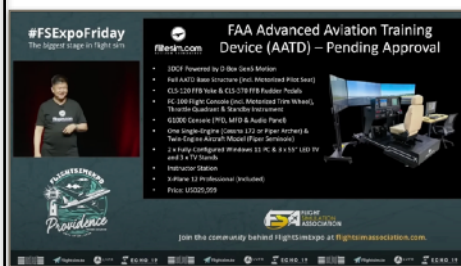 #FSExpoFriday
The biggest stage in flight sim
flitesim.com
FAA Advanced Aviation Training
Device (AATD) – Pending Approval
3DOF Powered by D-Box Gen5 Motion
Full AATD Base Structure (incl. Motorized Pilot Seat)
CLS-120 FFB Yoke & CLS-370 FFB Rudder Pedals
FC-100 Flight Console (incl. Motorized Trim Wheel),
Throttle Quadrant & Standby Instrument
G1000 Console (PFD, MFD & Audio Panel)
One Single-Engine (Cessna 172 or Piper Archer) &
Twin-Engine Aircraft Model (Piper Seminole)
2 x Fully-Configured Windows 11 PC & 3 x 55" LED TV
and 3 x TV Stands
Instructor Station
X-Plane 12 Professional (Included)
Price: USD29,999
FLIGHTSIMEXPO
Providence
FSA FLIGHT
SIMULATION
ASSOCIATION
Join the community behind FlightSimExpo at flightsimassociation.com.